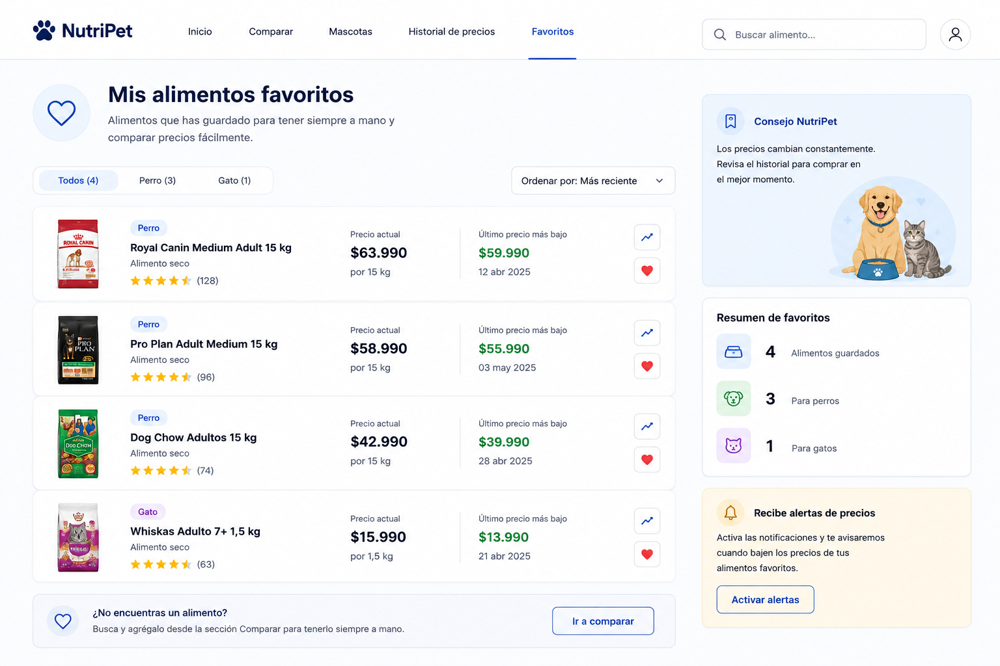 NutriPet
Inicio
Comparar
Mascotas
Historial de precios
Favoritos
Buscar alimento...
Mis alimentos favoritos
Alimentos que has guardado para tener siempre a mano y
comparar precios fácilmente.
Todos (4)
Perro (3)
Gato (1)
Ordenar por: Más reciente
ROYAL CANIN
Perro
Royal Canin Medium Adult 15 kg
Alimento seco
(128)
Precio actual
$63.990
por 15 kg
Último precio más bajo
$59.990
12 abr 2025
PRO
PLAN
Perro
Pro Plan Adult Medium 15 kg
Alimento seco
(96)
Precio actual
$58.990
por 15 kg
Último precio más bajo
$55.990
03 may 2025
Perro
Dog Chow Adultos 15 kg
Alimento seco
(74)
Precio actual
$42.990
por 15 kg
Último precio más bajo
$39.990
28 abr 2025
Gato
Whiskas Adulto 7+ 1,5 kg
Alimento seco
(63)
Precio actual
$15.990
por 1,5 kg
Último precio más bajo
$13.990
21 abr 2025
¿No encuentras un alimento?
Busca y agrégalo desde la sección Comparar para tenerlo siempre a mano.
Ir a comparar
Consejo NutriPet
Los precios cambian constantemente.
Revisa el historial para comprar en
el mejor momento.
Resumen de favoritos
4 Alimentos guardados
3 Para perros
1 Para gatos
Recibe alertas de precios
Activa las notificaciones y te avisaremos
cuando bajen los precios de tus
alimentos favoritos.
Activar alertas